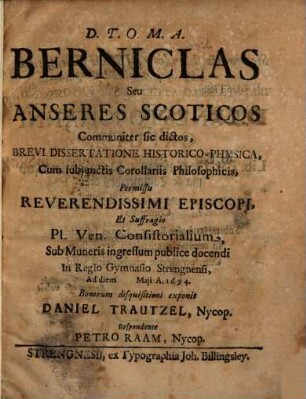 D. T. O. M. A.
BERNICLAS
Seu
ANSERES SCOTICOS
Communiter sic dictos,
BREVI DISSERTATIONE HISTORICO-PHYSICA,
Cum subjunctis Corollariis Philosophicis,
Permissu
REVERENDISSIMI EPISCOPI,
Et Suffragio
Pl. Ven. Consistorialium,
Sub Muneris ingressum publice docendi
In Regio Gymnasio Strengnensi,
Ad diem Maji A. 1694.
Bonorum disquisitioni exponit
DANIEL TRAUTZEL, Nycop.
Respondente
PETRO RAAM, Nycop.
STRENGNESII, ex Typographia Joh. Billingsley.